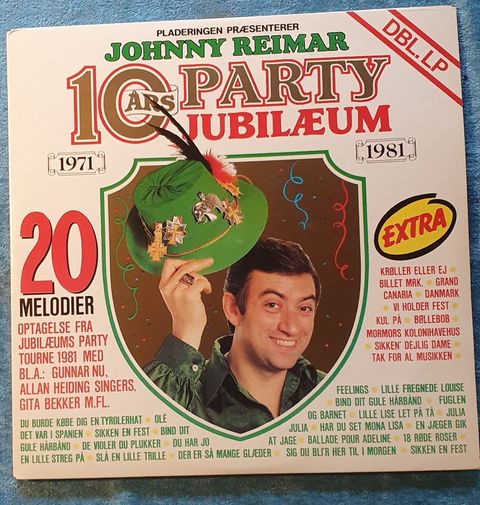 PLADERINGEN PRÆSENTERER
JOHNNY REIMAR
DBL. LP
10 ÅRS PARTY
JUBILÆUM
1971
1981
20
MELODIER
OPTAGELSE FRA
JUBILÆUMS PARTY
TOURNE 1981 MED
BL.A.: GUNNAR NU,
ALLAN HEIDING SINGERS,
GITA BEKKER M.FL.
EXTRA
KRØLLER ELLER EJ
BILLET MRK. • GRAND
CANARIA • DANMARK
• VI HOLDER FEST •
KUL PÅ • BØLLEBOB
MORMORS KOLONIHAVEHUS
• SIKKEN' DEJLIG DAME •
TAK FOR AL MUSIKKEN •
DU BURDE KØBE DIG EN TYROLERHAT • OLÉ
DET VAR I SPANIEN • SIKKEN EN FEST • BIND DIT
GULE HÅRBÅND • DE VIOLER DU PLUKKER • DU HAR JO
EN LILLE STREG PÅ • SLÅ EN LILLE TRILLE • DER ER SÅ MANGE GLÆDER
FEELINGS • LILLE FREGNEDE LOUISE
• BIND DIT GULE HÅRBÅND • FUGLEN
OG BARNET • LILLE LISE LET PÅ TÅ • JULIA
JULIA • HAR DU SET MONA LISA • EN JÆGER GIK
AT JAGE • BALLADE POUR ADELINE • 18 RØDE ROSER •
• SIG DU BLI'R HER TIL I MORGEN • SIKKEN EN FEST